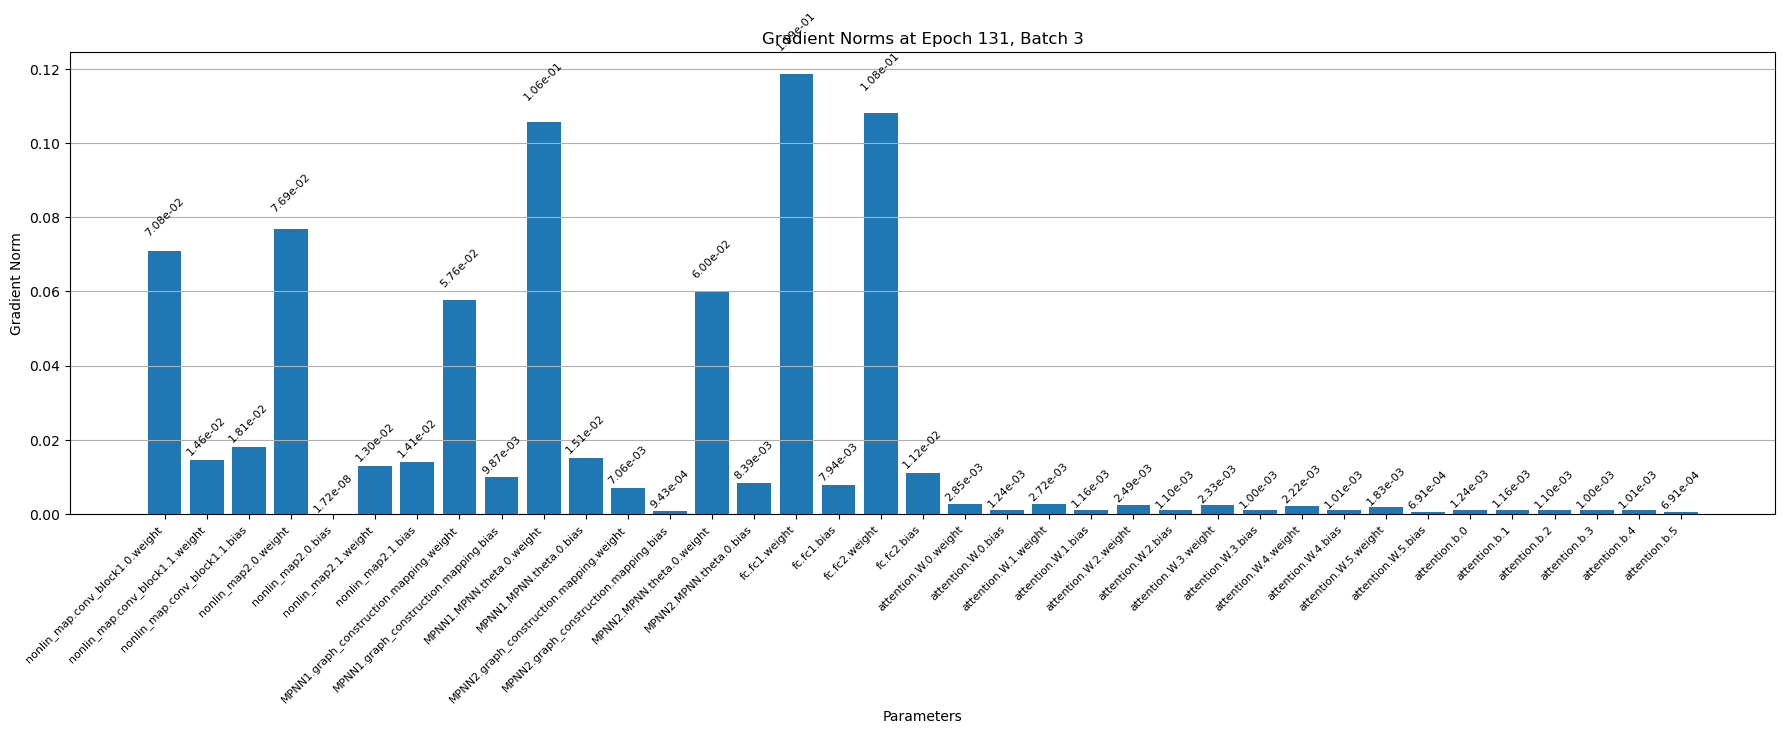 Gradient Norms at Epoch 131, Batch 3
Gradient Norm
0.12
0.10
0.08
0.06
0.04
0.02
0.00
7.08e-02
1.46e-02
1.81e-02
7.69e-02
1.72e-08
1.30e-02
1.41e-02
5.76e-02
9.87e-03
1.06e-01
1.51e-02
7.06e-03
9.43e-04
6.00e-02
8.39e-03
1.19e-01
7.94e-03
1.08e-01
1.12e-02
2.85e-03
1.24e-03
2.72e-03
1.16e-03
2.49e-03
1.10e-03
2.33e-03
1.00e-03
2.22e-03
1.01e-03
1.83e-03
6.91e-04
1.24e-03
1.16e-03
1.10e-03
1.00e-03
1.01e-03
6.91e-04
nonlin_map.conv_block1.0.weight
nonlin_map.conv_block1.1.weight
nonlin_map.conv_block1.1.bias
nonlin_map2.0.weight
nonlin_map2.0.bias
nonlin_map2.1.weight
nonlin_map2.1.bias
MPNN1.graph_construction.mapping.weight
MPNN1.graph_construction.mapping.bias
MPNN1.MPNN.theta.0.weight
MPNN1.MPNN.theta.0.bias
MPNN2.graph_construction.mapping.weight
MPNN2.graph_construction.mapping.bias
MPNN2.MPNN.theta.0.weight
MPNN2.MPNN.theta.0.bias
fc.fc1.weight
fc.fc1.bias
fc.fc2.weight
fc.fc2.bias
attention.W.0.weight
attention.W.0.bias
attention.W.1.weight
attention.W.1.bias
attention.W.2.weight
attention.W.2.bias
attention.W.3.weight
attention.W.3.bias
attention.W.4.weight
attention.W.4.bias
attention.W.5.weight
attention.W.5.bias
attention.b.0
attention.b.1
attention.b.2
attention.b.3
attention.b.4
attention.b.5
Parameters